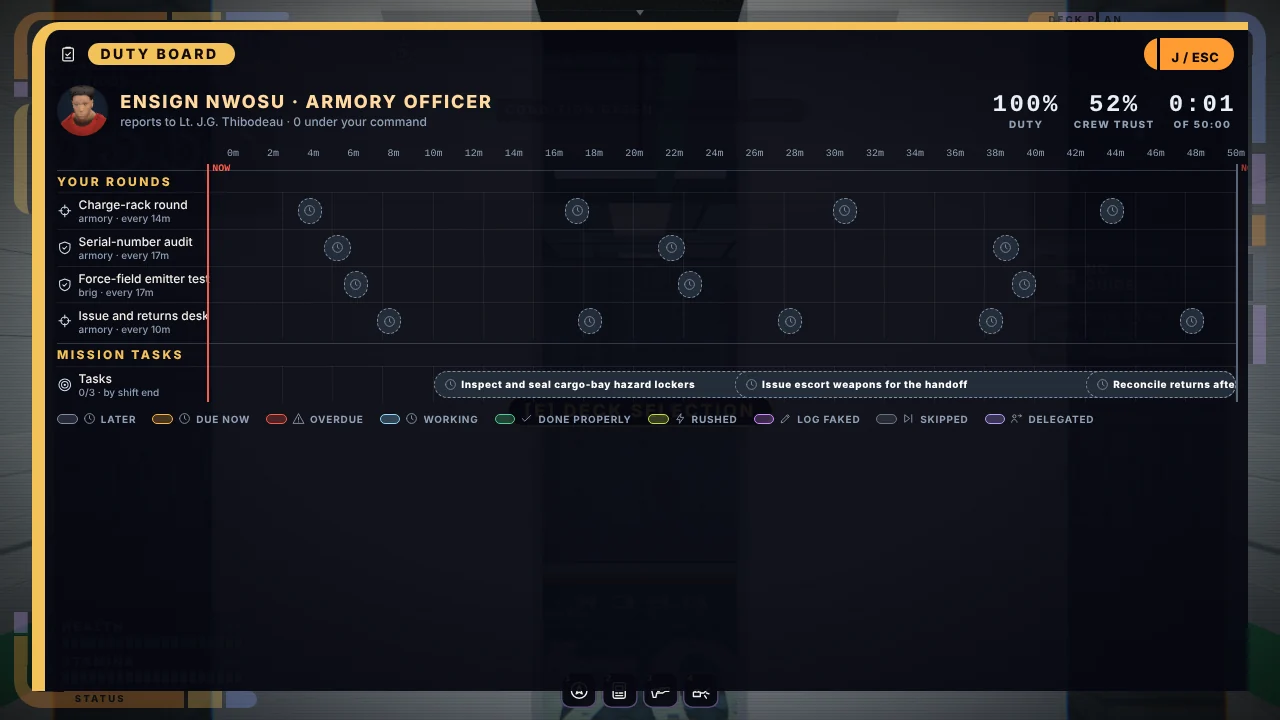 DECK PLAN
DUTY BOARD
J / ESC
ENSIGN NWOSU · ARMORY OFFICER
reports to Lt. J.G. Thibodeau · 0 under your command
100% 52% 0:01
DUTY CREW TRUST OF 50:00
0m 2m 4m 6m 8m 10m 12m 14m 16m 18m 20m 22m 24m 26m 28m 30m 32m 34m 36m 38m 40m 42m 44m 46m 48m 50m
NOW
YOUR ROUNDS
Charge-rack round
armory · every 14m
Serial-number audit
armory · every 17m
Force-field emitter test
brig · every 17m
Issue and returns desk
armory · every 10m
MISSION TASKS
Tasks
0/3 · by shift end
Inspect and seal cargo-bay hazard lockers
Issue escort weapons for the handoff
Reconcile returns afte
[E] DECK SELECTION
LATER DUE NOW OVERDUE WORKING DONE PROPERLY RUSHED LOG FAKED SKIPPED DELEGATED
HEALTH
STAMINA
STATUS